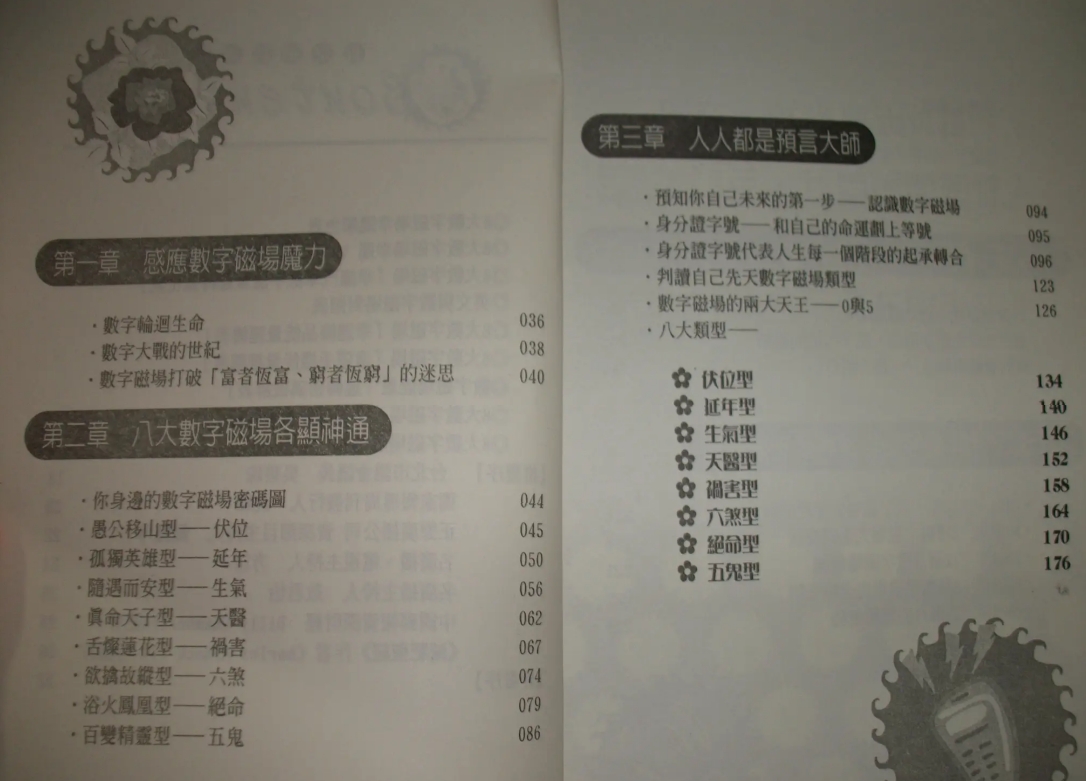 第一章 感應數字磁場魔力
・數字輪迴生命 036
・數字大戰的世紀 038
・數字磁場打破「富者恆富、窮者恆窮」的迷思 040
第二章 八大數字磁場各顯神通
・你身邊的數字磁場密碼圖 044
・愚公移山型——伏位 045
・孤獨英雄型——延年 050
・隨遇而安型——生氣 056
・眞命天子型——天醫 062
・舌燦蓮花型——禍害 067
・欲擒故縱型——六煞 074
・浴火鳳凰型——絕命 079
・百變精靈型——五鬼 086
第三章 人人都是預言大師
・預知你自己未來的第一步——認識數字磁場 094
・身分證字號——和自己的命運劃上等號 095
・身分證字號代表人生每一個階段的起承轉合 096
・判讀自己先天數字磁場類型 123
・數字磁場的兩大天王——0與5 126
・八大類型——
伏位型 134
延年型 140
生氣型 146
天醫型 152
禍害型 158
六煞型 164
絕命型 170
五鬼型 176